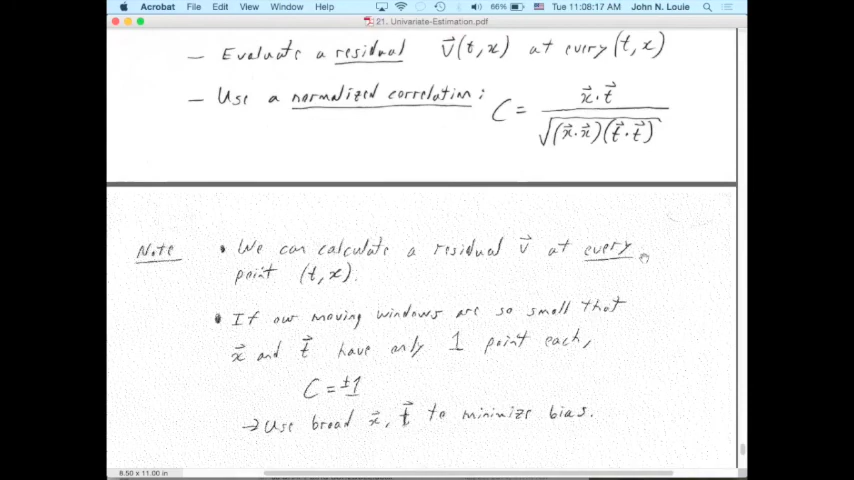 Acrobat File Edit View Window Help 66% Tue 11:08:17 AM John N. Louie
21. Univariate-Estimation.pdf
– Evaluate a residual v⃗(t,x) at every (t,x)
– Use a normalized correlation: C = x⃗·t⃗ / √(x⃗·x⃗)(t⃗·t⃗)
Note • We can calculate a residual v⃗ at every
point (t,x).
• If our moving windows are so small that
x⃗ and t⃗ have only 1 point each,
C = ±1
→ Use broad x⃗, t⃗ to minimize bias.
8.50 x 11.00 in